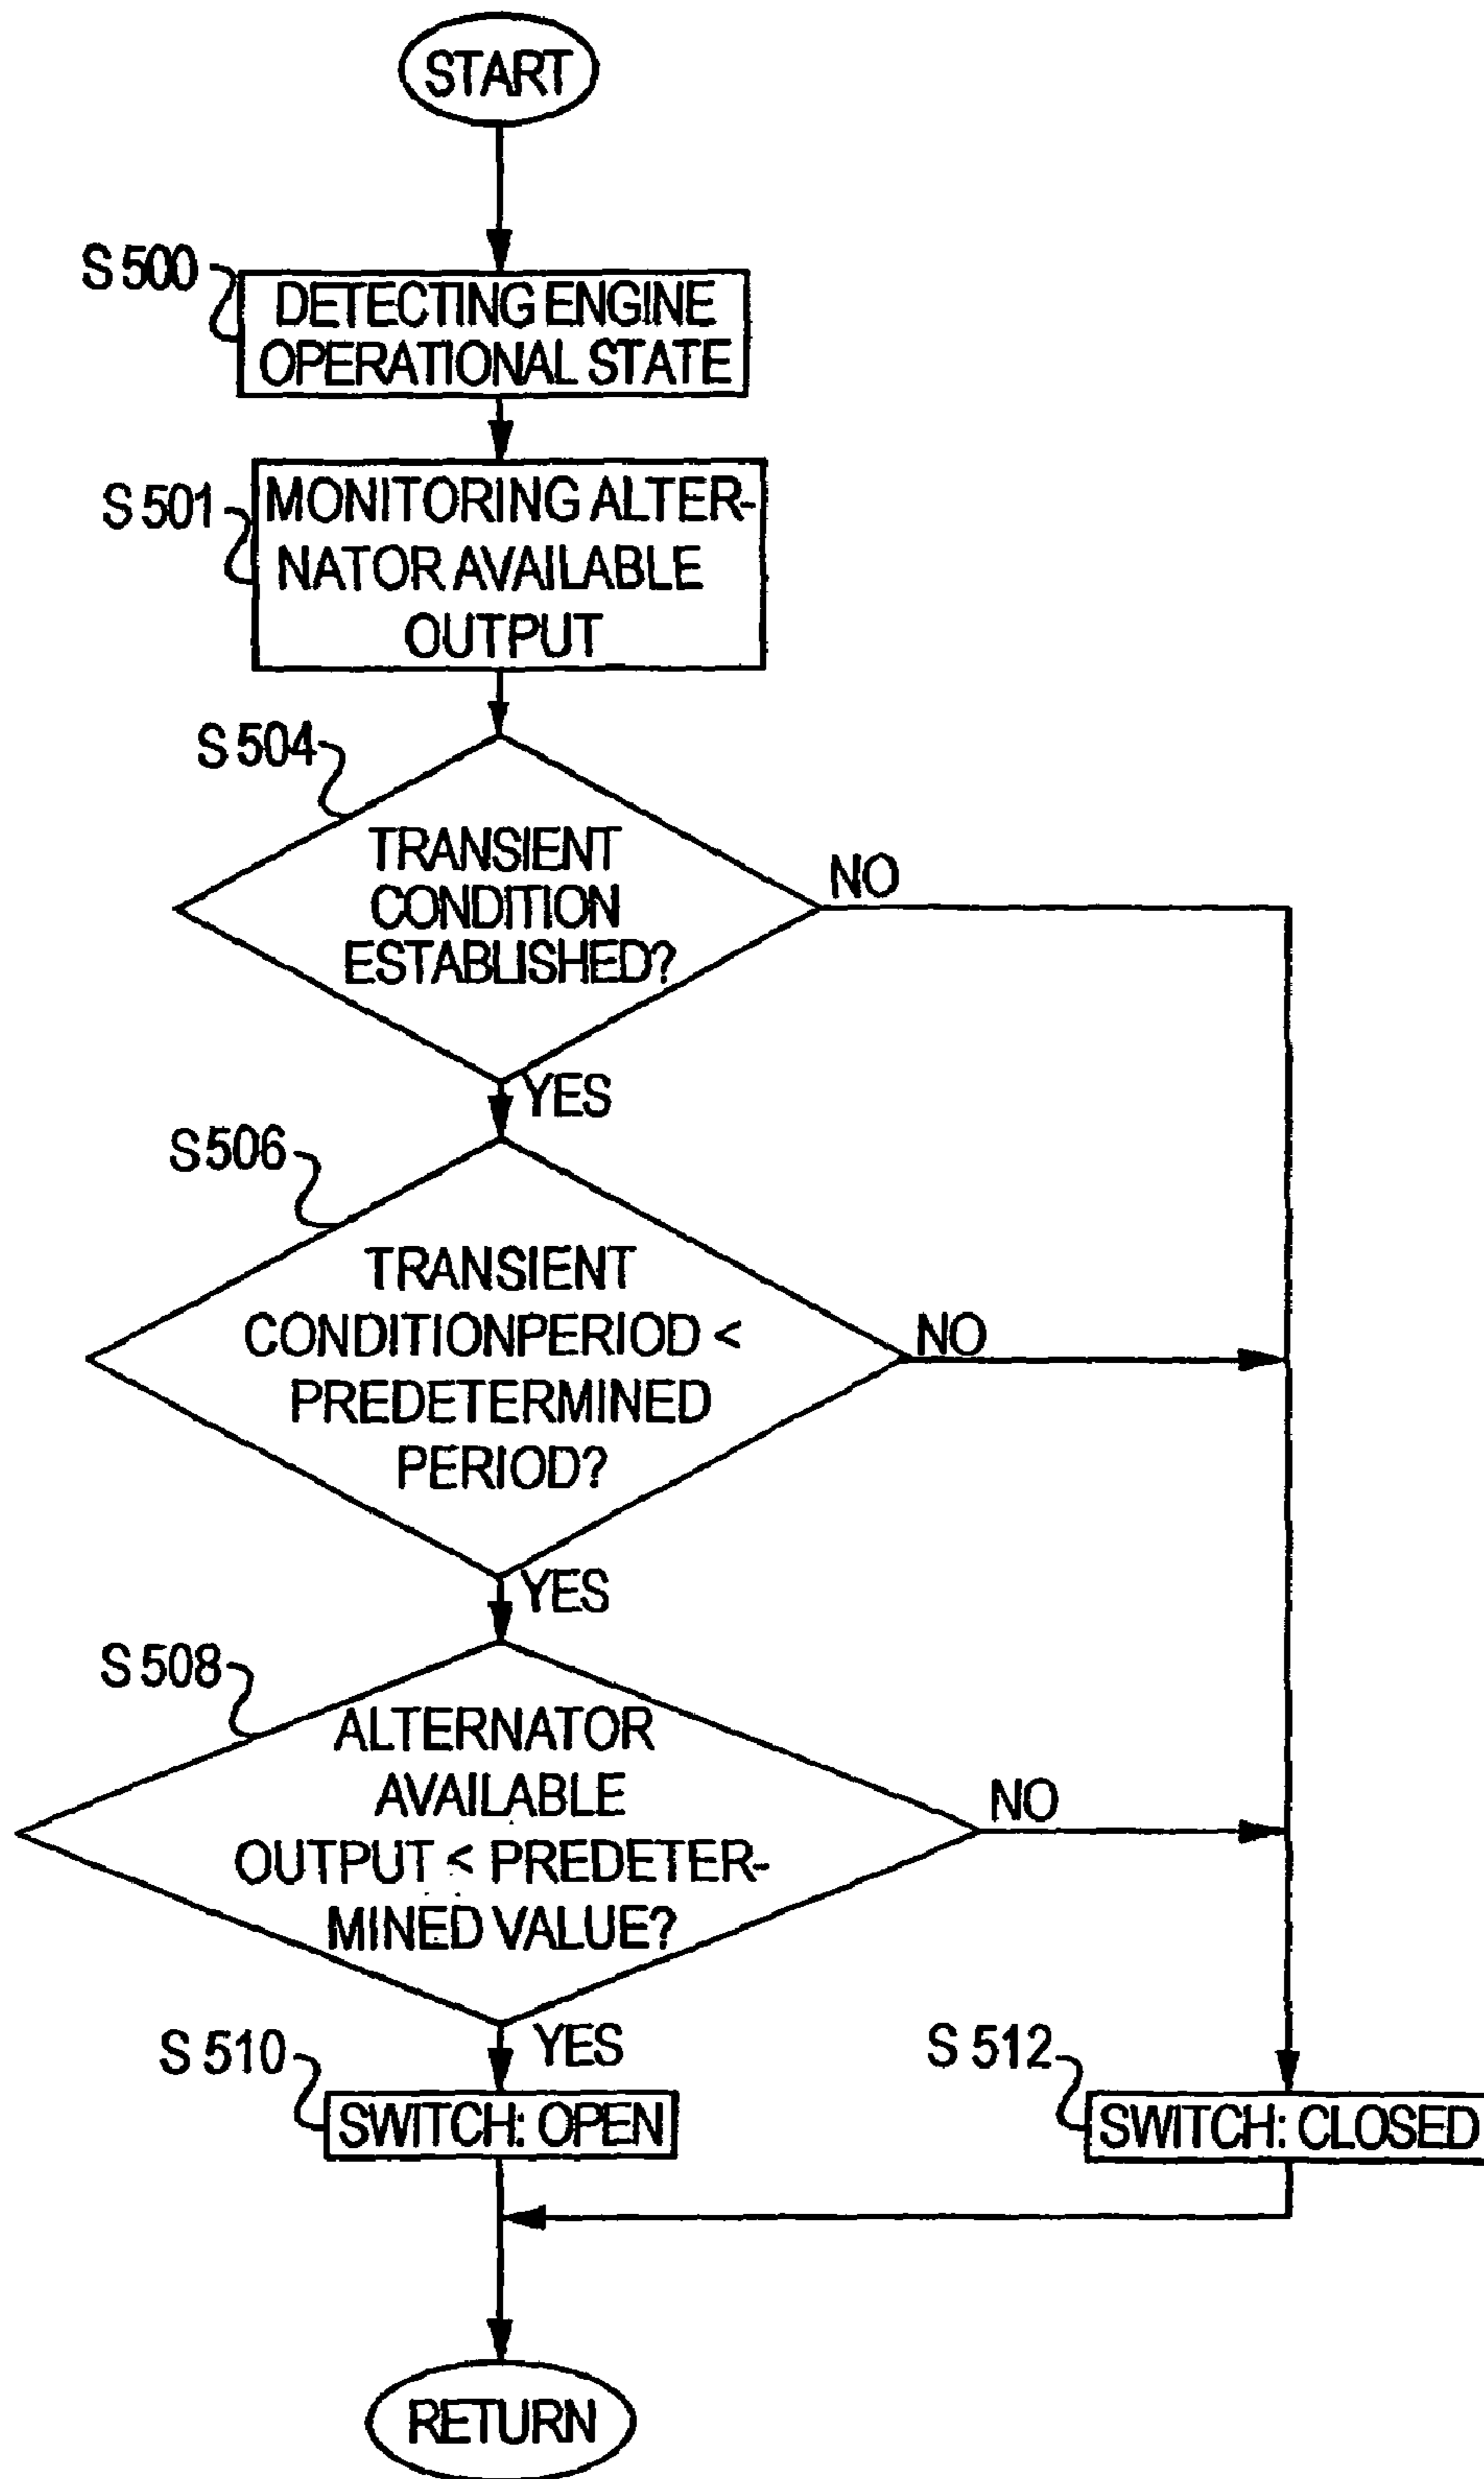 START
S 500
DETECTING ENGINE
OPERATIONAL STATE
S 501
MONITORING ALTER-
NATOR AVAILABLE
OUTPUT
S 504
TRANSIENT
CONDITION
ESTABLISHED?
NO
YES
S 506
TRANSIENT
CONDITIONPERIOD <
PREDETERMINED
PERIOD?
NO
YES
S 508
ALTERNATOR
AVAILABLE
OUTPUT < PREDETER-
MINED VALUE?
NO
YES
S 510
SWITCH: OPEN
S 512
SWITCH: CLOSED
RETURN